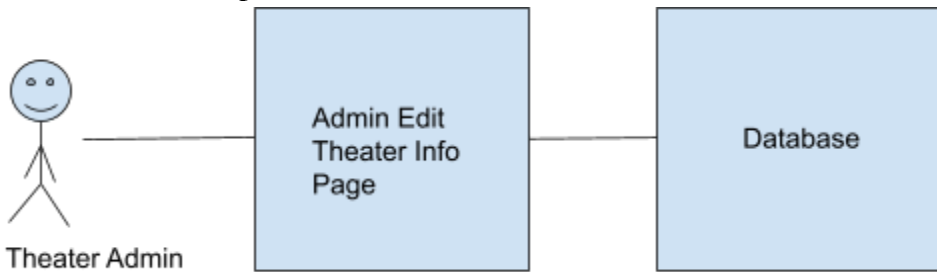 Admin Edit
Theater Info
Page
Database
Theater Admin